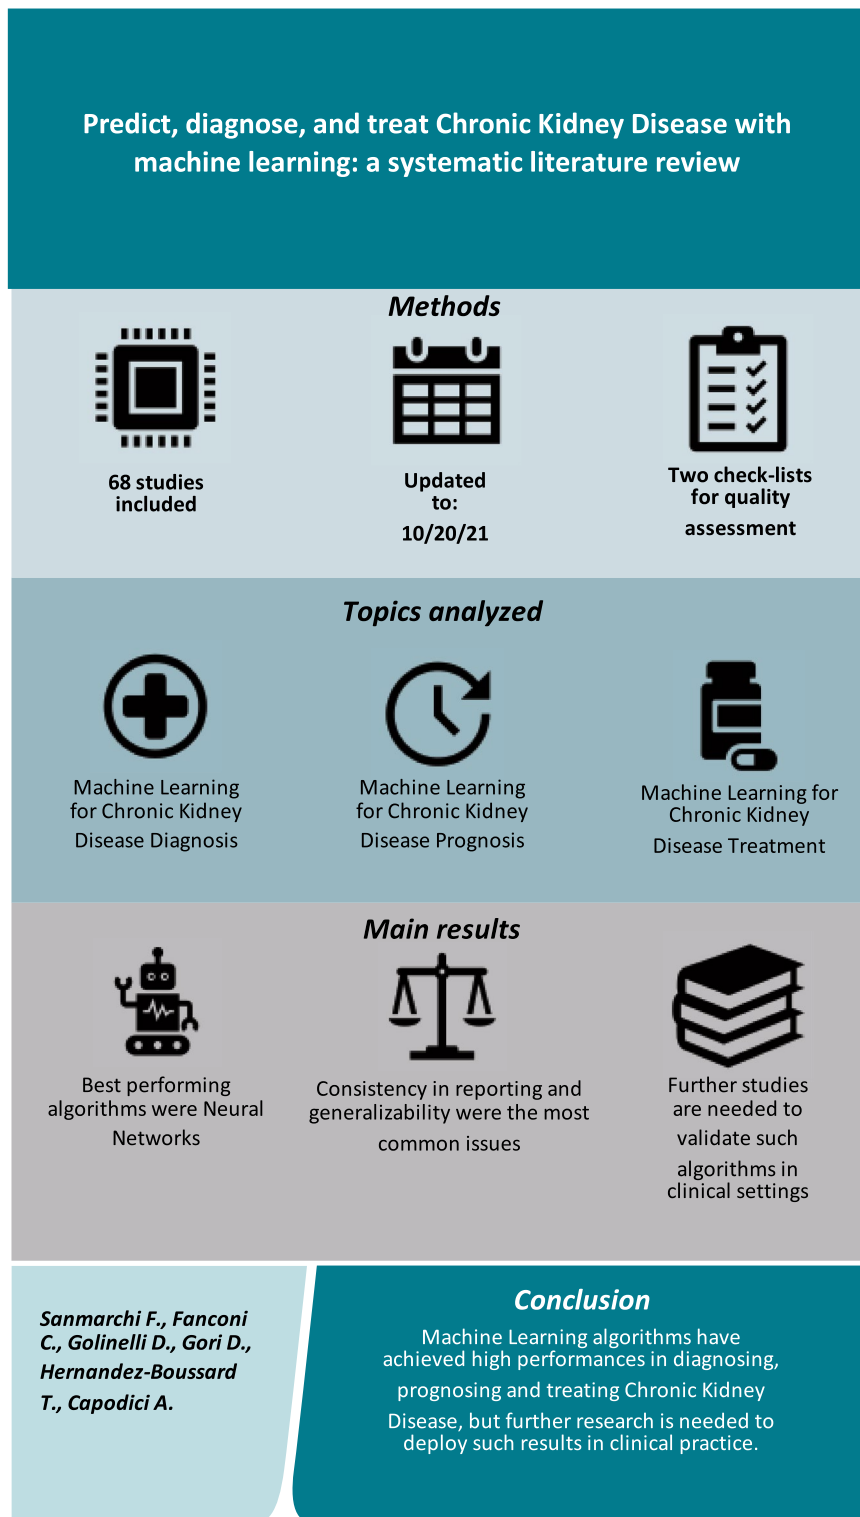 Predict, diagnose, and treat Chronic Kidney Disease with
machine learning: a systematic literature review
Methods
68 studies
included
Updated
to:
10/20/21
Two check-lists
for quality
assessment
Topics analyzed
Machine Learning
for Chronic Kidney
Disease Diagnosis
Machine Learning
for Chronic Kidney
Disease Prognosis
Machine Learning for
Chronic Kidney
Disease Treatment
Main results
Best performing
algorithms were Neural
Networks
Consistency in reporting and
generalizability were the most
common issues
Further studies
are needed to
validate such
algorithms in
clinical settings
Sanmarchi F., Fanconi
C., Golinelli D., Gori D.,
Hernandez-Boussard
T., Capodici A.
Conclusion
Machine Learning algorithms have
achieved high performances in diagnosing,
prognosing and treating Chronic Kidney
Disease, but further research is needed to
deploy such results in clinical practice.